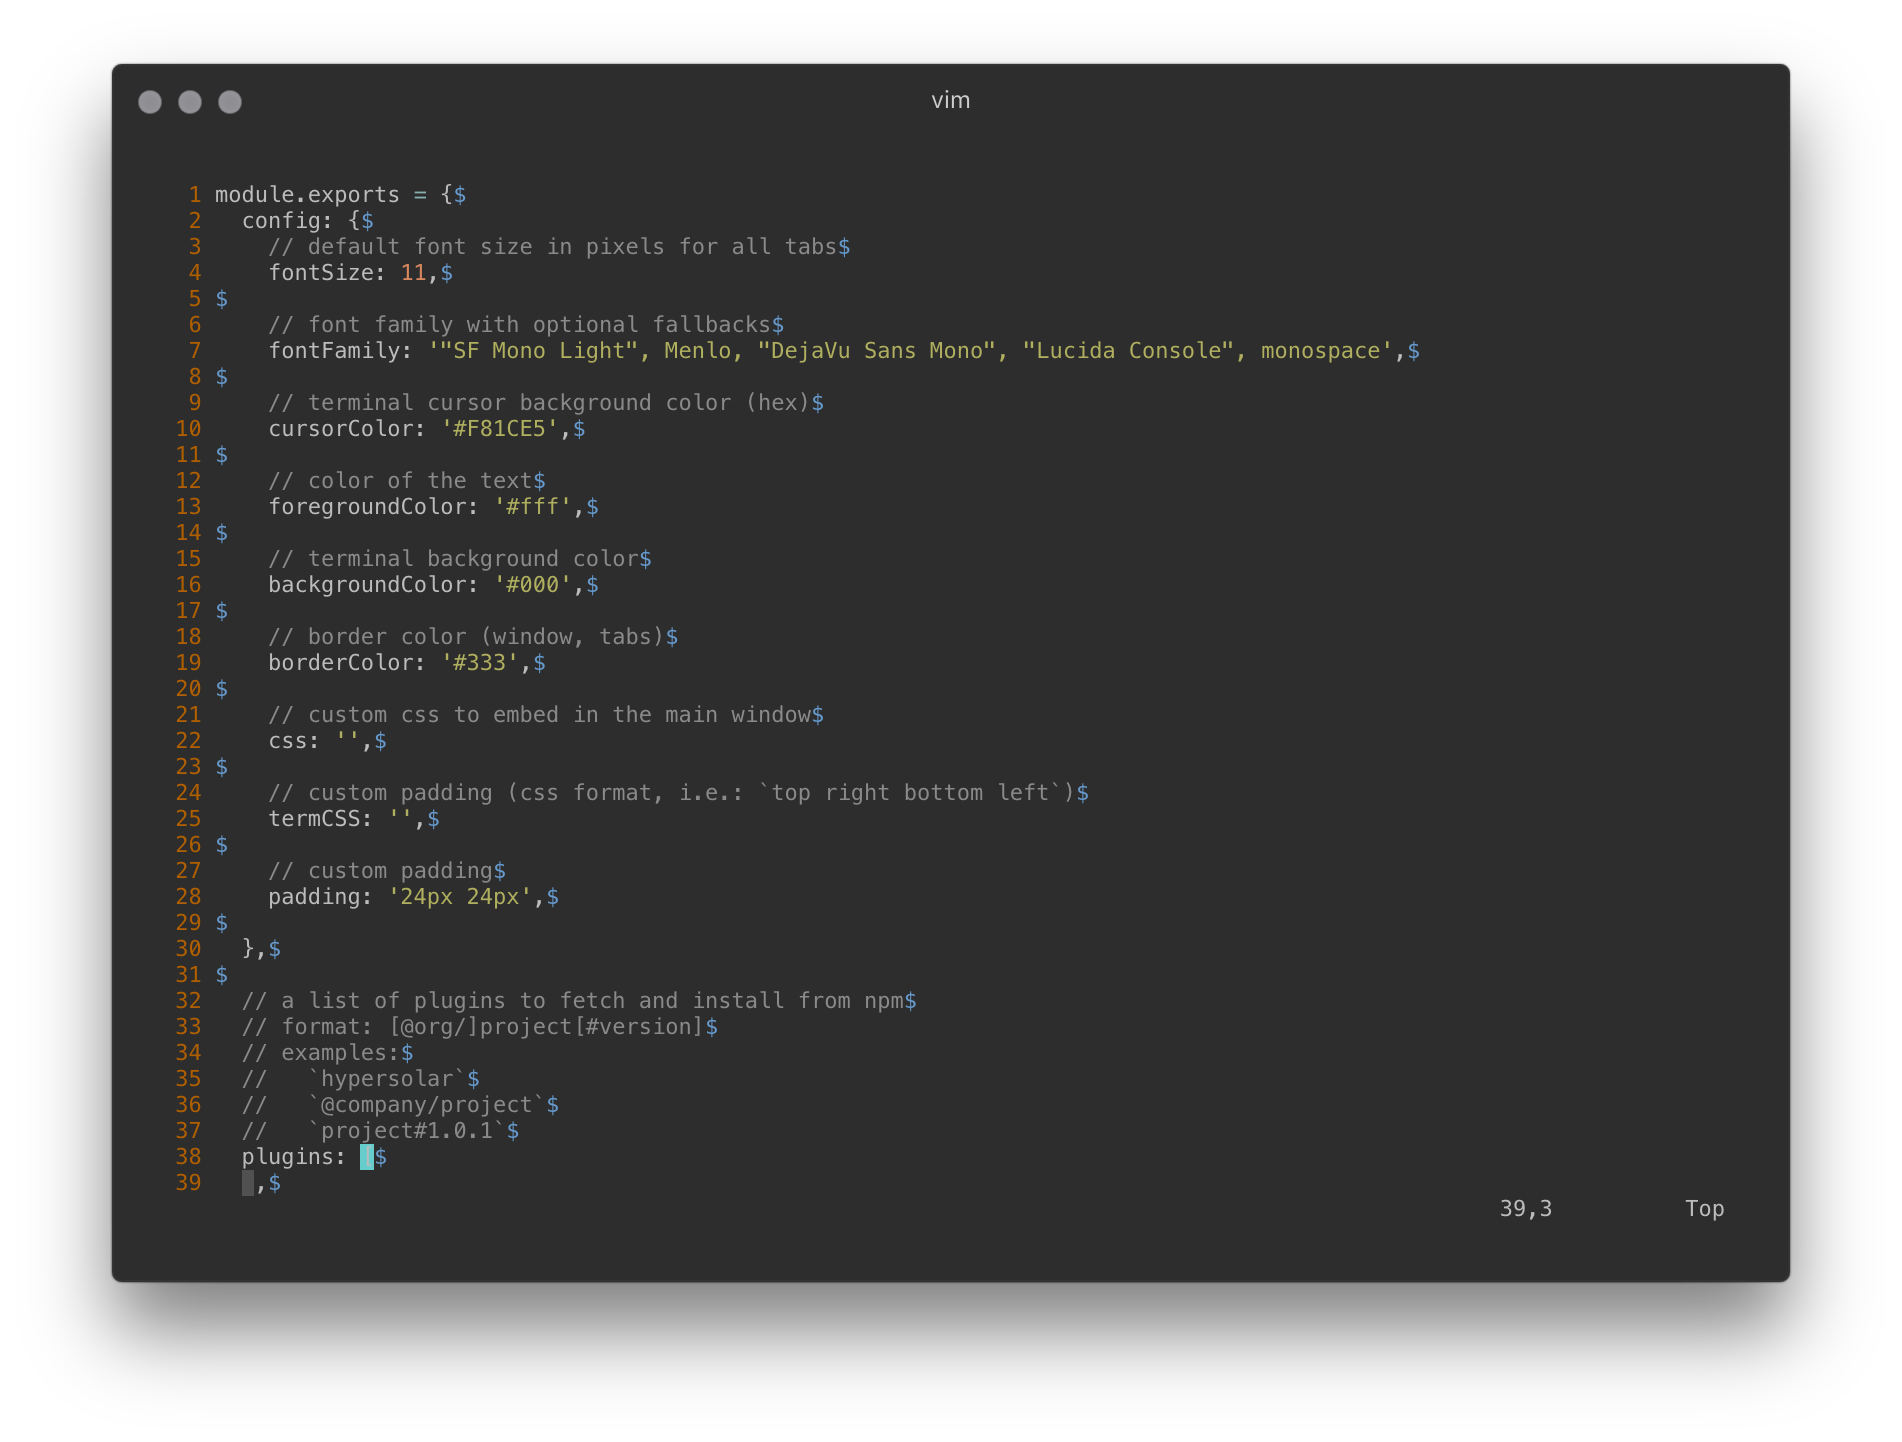 vim
1 module.exports = {$
2   config: {$
3     // default font size in pixels for all tabs$
4     fontSize: 11,$
5 $
6     // font family with optional fallbacks$
7     fontFamily: '"SF Mono Light", Menlo, "DejaVu Sans Mono", "Lucida Console", monospace',$
8 $
9     // terminal cursor background color (hex)$
10     cursorColor: '#F81CE5',$
11 $
12     // color of the text$
13     foregroundColor: '#fff',$
14 $
15     // terminal background color$
16     backgroundColor: '#000',$
17 $
18     // border color (window, tabs)$
19     borderColor: '#333',$
20 $
21     // custom css to embed in the main window$
22     css: '',$
23 $
24     // custom padding (css format, i.e.: `top right bottom left`)$
25     termCSS: '',$
26 $
27     // custom padding$
28     padding: '24px 24px',$
29 $
30   },$
31 $
32   // a list of plugins to fetch and install from npm$
33   // format: [@org/]project[#version]$
34   // examples:$
35   //   `hypersolar`$
36   //   `@company/project`$
37   //   `project#1.0.1`$
38   plugins: [$
39   ,$
39,3 Top